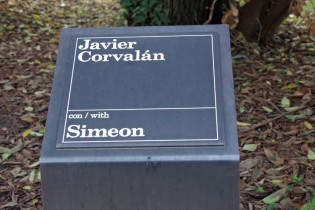 Javier
Corvalán
con / with
Simeon